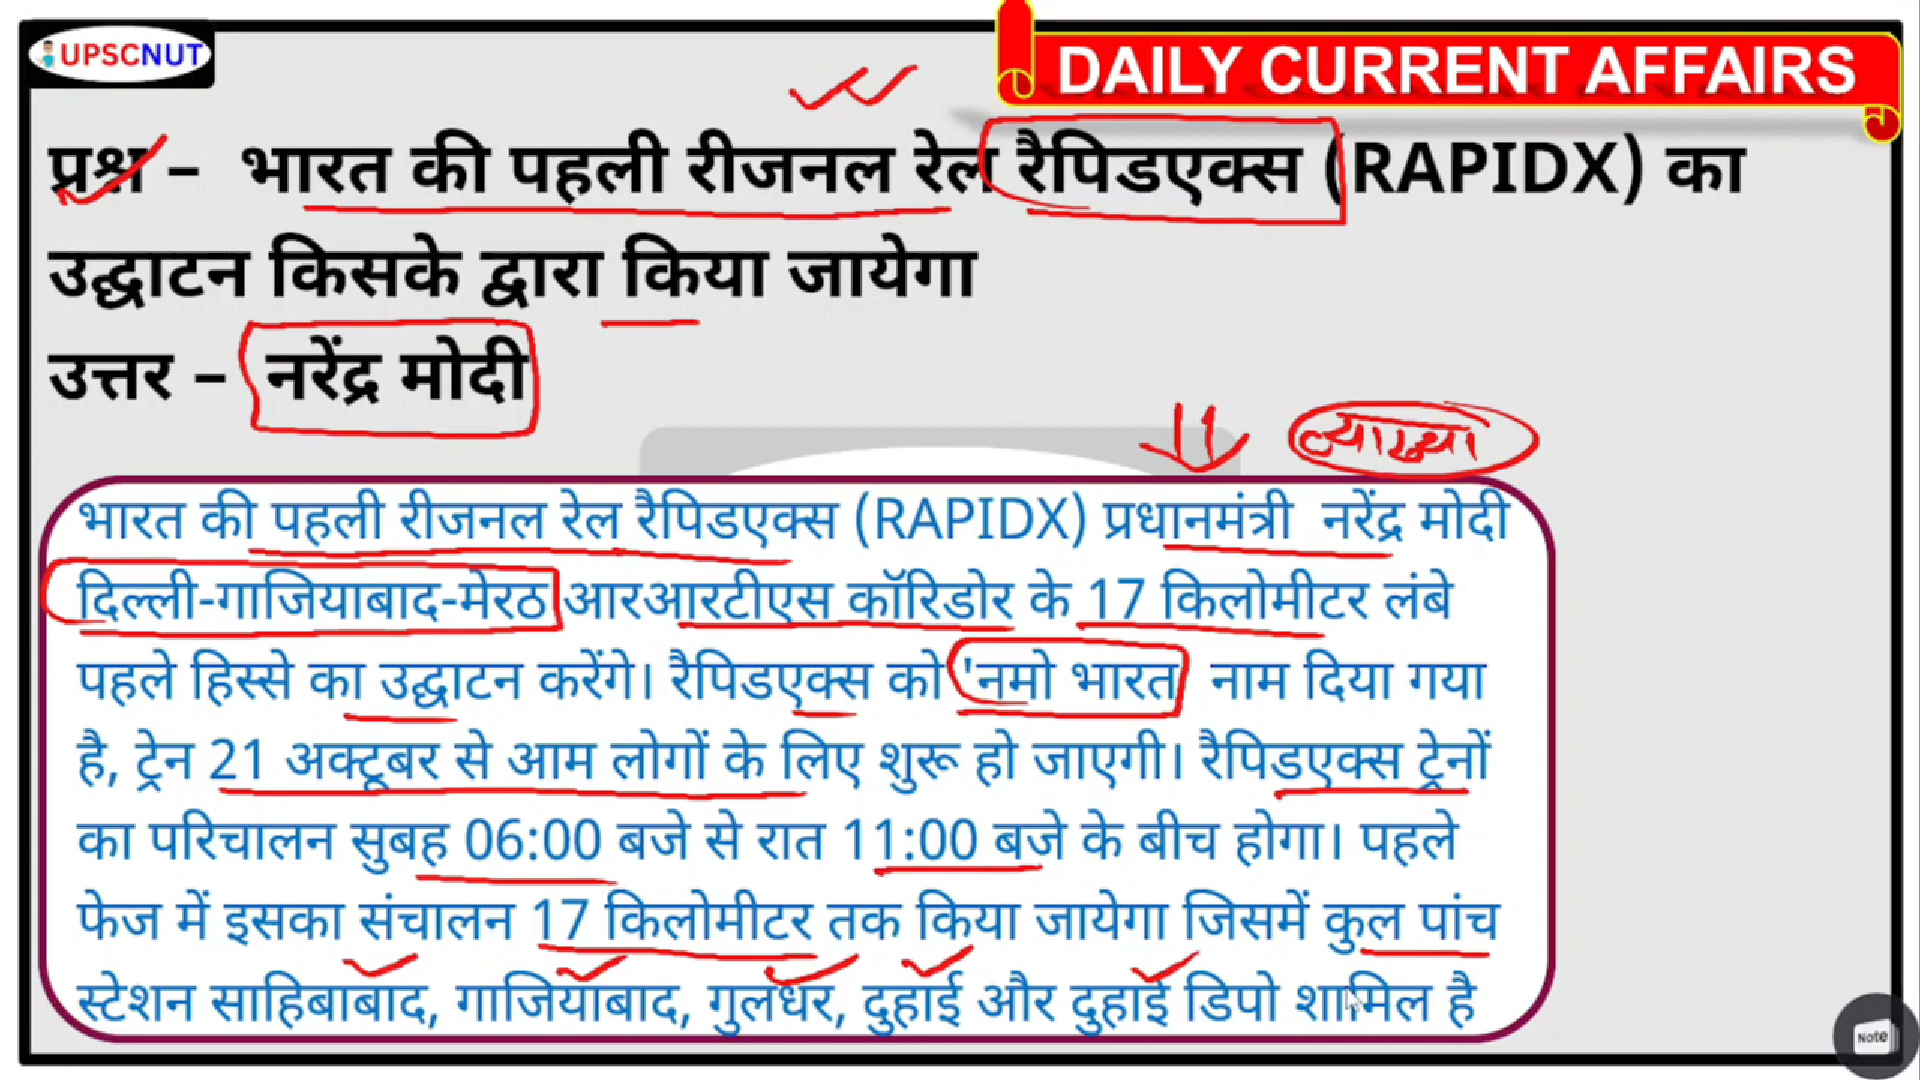 UPSCNUT
DAILY CURRENT AFFAIRS
प्रश्न – भारत की पहली रीजनल रेल रैपिडएक्स (RAPIDX) का
उद्घाटन किसके द्वारा किया जायेगा
उत्तर – नरेंद्र मोदी
व्याख्या
भारत की पहली रीजनल रेल रैपिडएक्स (RAPIDX) प्रधानमंत्री नरेंद्र मोदी
दिल्ली-गाजियाबाद-मेरठ आरआरटीएस कॉरिडोर के 17 किलोमीटर लंबे
पहले हिस्से का उद्घाटन करेंगे। रैपिडएक्स को 'नमो भारत नाम दिया गया
है, ट्रेन 21 अक्टूबर से आम लोगों के लिए शुरू हो जाएगी। रैपिडएक्स ट्रेनों
का परिचालन सुबह 06:00 बजे से रात 11:00 बजे के बीच होगा। पहले
फेज में इसका संचालन 17 किलोमीटर तक किया जायेगा जिसमें कुल पांच
स्टेशन साहिबाबाद, गाजियाबाद, गुलधर, दुहाई और दुहाई डिपो शामिल है
Note